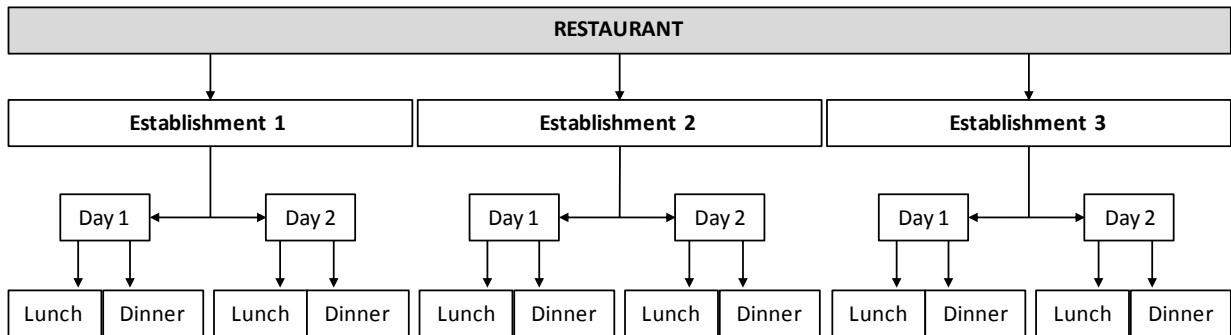 RESTAURANT
Establishment 1 Establishment 2 Establishment 3
Day 1 Day 2 Day 1 Day 2 Day 1 Day 2
Lunch Dinner Lunch Dinner Lunch Dinner Lunch Dinner Lunch Dinner Lunch Dinner